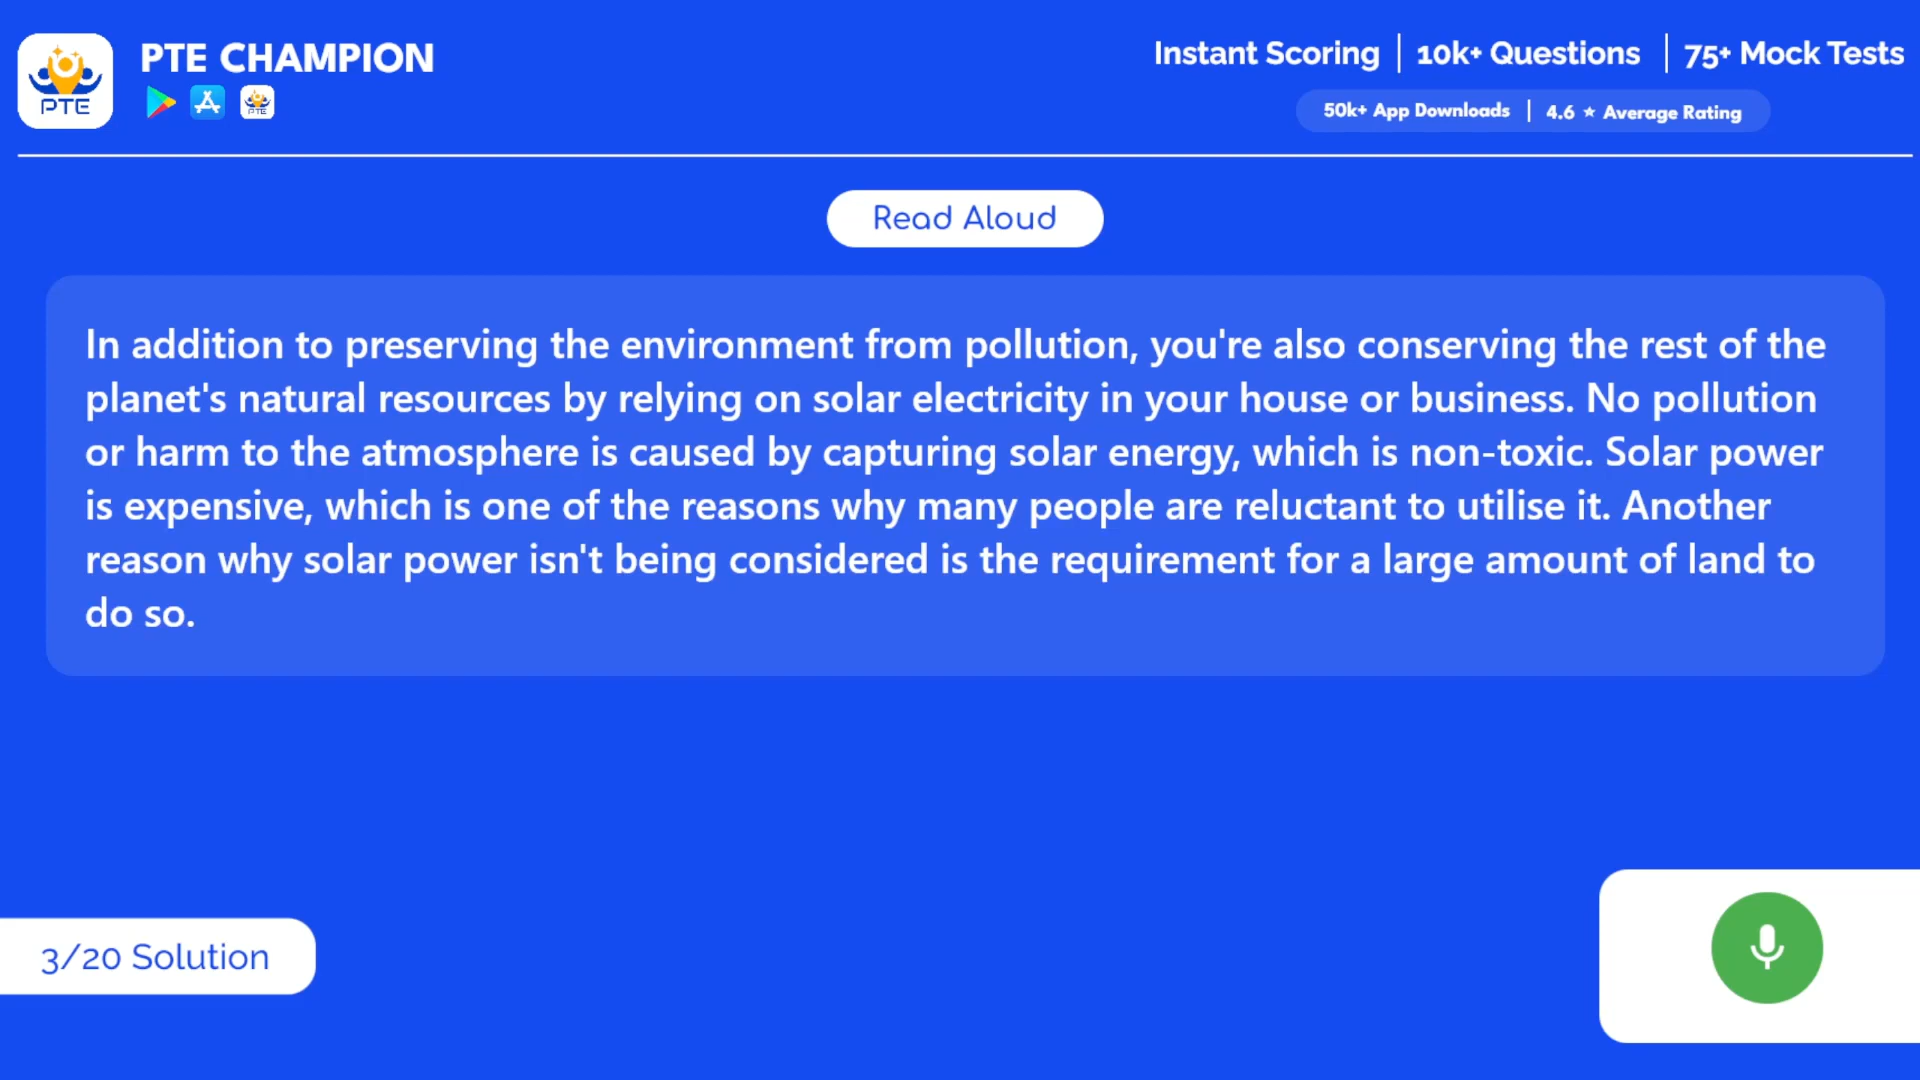 PTE CHAMPION
PTE
PTE
Instant Scoring | 10k+ Questions | 75+ Mock Tests
50k+ App Downloads | 4.6 ★ Average Rating
Read Aloud
In addition to preserving the environment from pollution, you're also conserving the rest of the
planet's natural resources by relying on solar electricity in your house or business. No pollution
or harm to the atmosphere is caused by capturing solar energy, which is non-toxic. Solar power
is expensive, which is one of the reasons why many people are reluctant to utilise it. Another
reason why solar power isn't being considered is the requirement for a large amount of land to
do so.
3/20 Solution